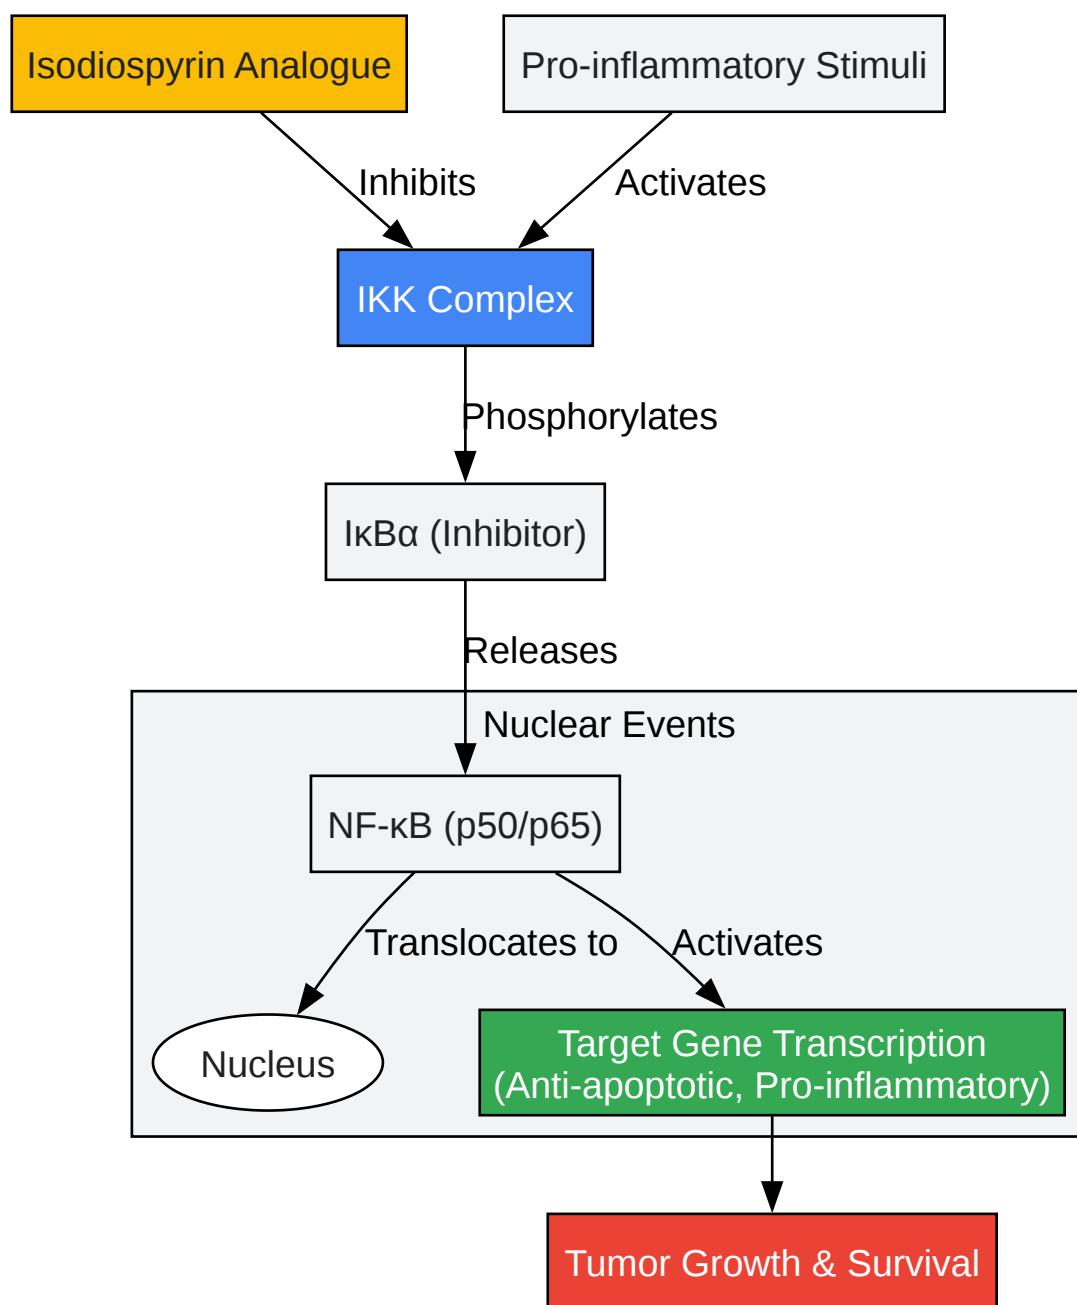 Isodiospyrin Analogue
Pro-inflammatory Stimuli
Inhibits
Activates
IKK Complex
Phosphorylates
IκBα (Inhibitor)
Releases
Nuclear Events
NF-κB (p50/p65)
Translocates to
Activates
Nucleus
Target Gene Transcription
(Anti-apoptotic, Pro-inflammatory)
Tumor Growth & Survival